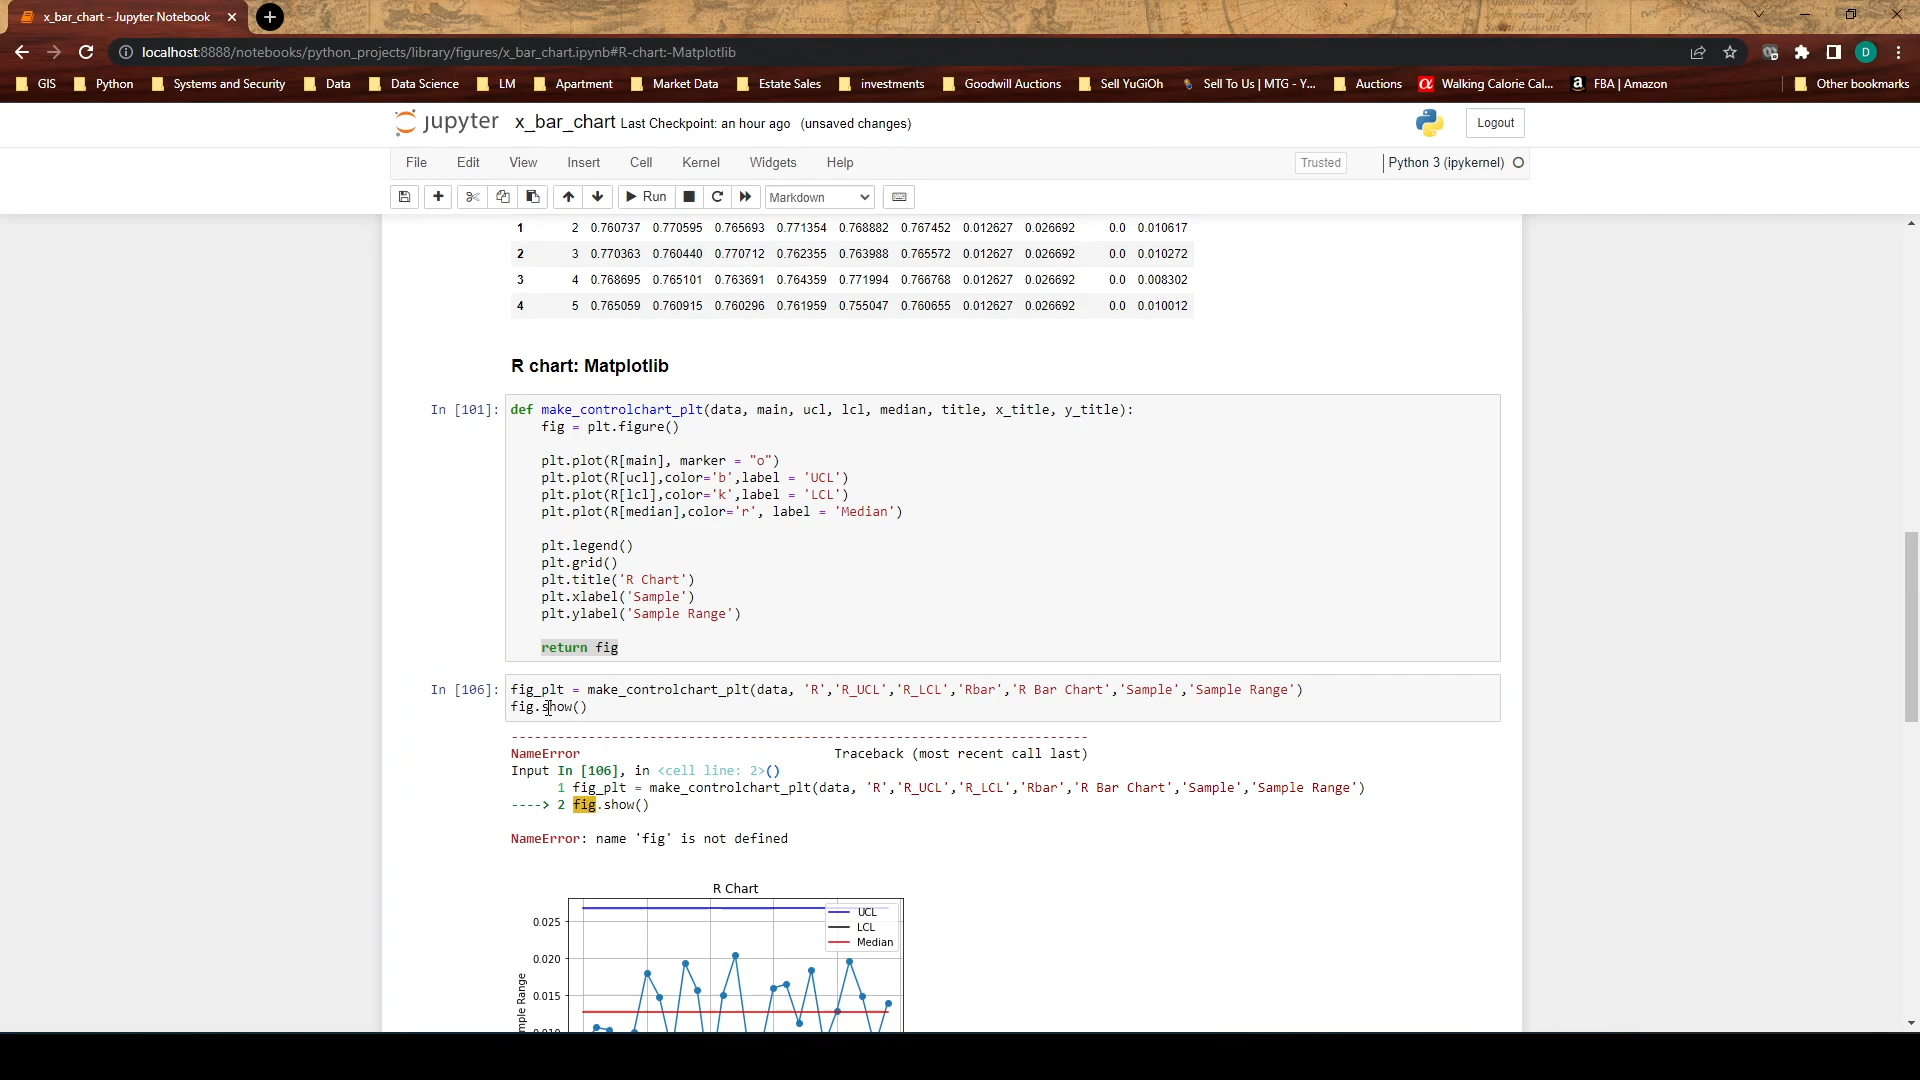 x_bar_chart - Jupyter Notebook
localhost:8888/notebooks/python_projects/library/figures/x_bar_chart.ipynb#R-chart:-Matplotlib
D
GIS Python Systems and Security Data Data Science LM Apartment Market Data Estate Sales investments Goodwill Auctions Sell YuGiOh Sell To Us | MTG - Y... Auctions Walking Calorie Cal... FBA | Amazon Other bookmarks
jupyter x_bar_chart Last Checkpoint: an hour ago (unsaved changes) Logout
File Edit View Insert Cell Kernel Widgets Help Trusted Python 3 (ipykernel)
Run Markdown
1 2 0.760737 0.770595 0.765693 0.771354 0.768882 0.767452 0.012627 0.026692 0.0 0.010617
2 3 0.770363 0.760440 0.770712 0.762355 0.763988 0.765572 0.012627 0.026692 0.0 0.010272
3 4 0.768695 0.765101 0.763691 0.764359 0.771994 0.766768 0.012627 0.026692 0.0 0.008302
4 5 0.765059 0.760915 0.760296 0.761959 0.755047 0.760655 0.012627 0.026692 0.0 0.010012
R chart: Matplotlib
In [101]: def make_controlchart_plt(data, main, ucl, lcl, median, title, x_title, y_title):
fig = plt.figure()
plt.plot(R[main], marker = "o")
plt.plot(R[ucl],color='b',label = 'UCL')
plt.plot(R[lcl],color='k',label = 'LCL')
plt.plot(R[median],color='r', label = 'Median')
plt.legend()
plt.grid()
plt.title('R Chart')
plt.xlabel('Sample')
plt.ylabel('Sample Range')
return fig
In [106]: fig_plt = make_controlchart_plt(data, 'R','R_UCL','R_LCL','Rbar','R Bar Chart','Sample','Sample Range')
fig.show()
---------------------------------------------------------------------------
NameError Traceback (most recent call last)
Input In [106], in <cell line: 2>()
1 fig_plt = make_controlchart_plt(data, 'R','R_UCL','R_LCL','Rbar','R Bar Chart','Sample','Sample Range')
----> 2 fig.show()
NameError: name 'fig' is not defined
R Chart
UCL
LCL
Median
0.025
0.020
0.015
0.010
mple Range